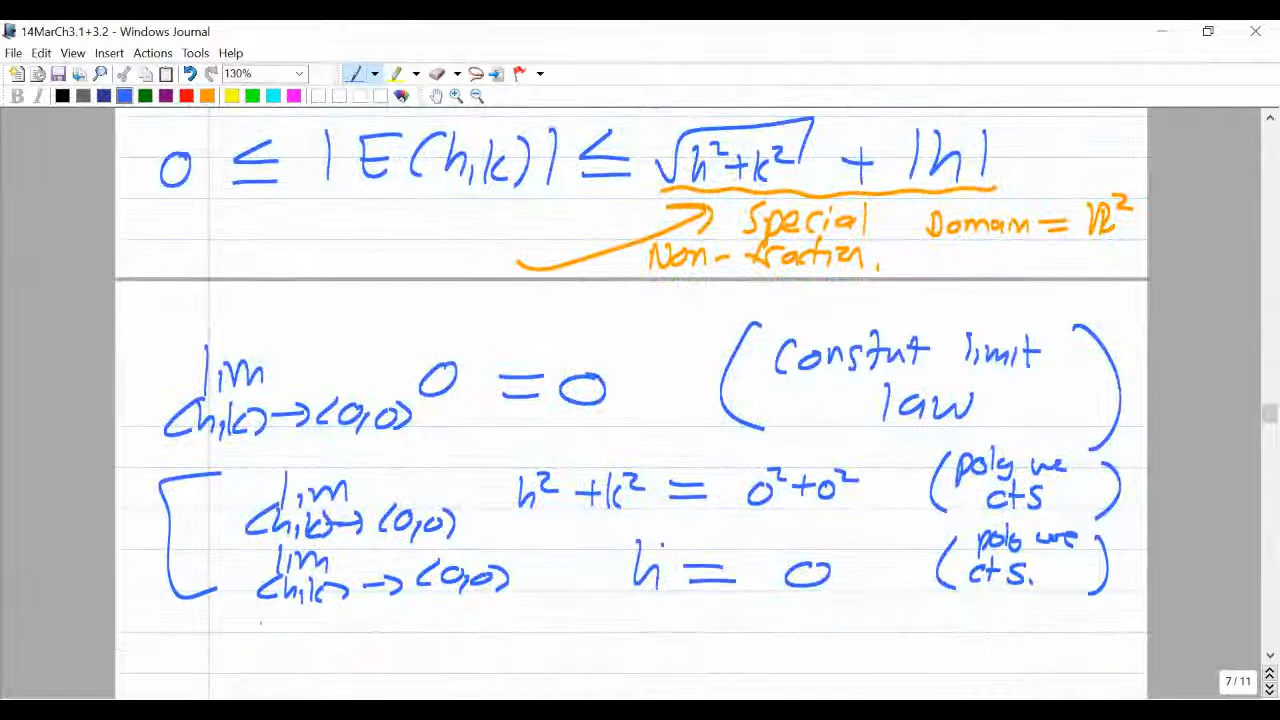 14MarCh3.1+3.2 - Windows Journal
File Edit View Insert Actions Tools Help
130%
B I
0 ≤ |E(h,k)| ≤ √h²+k² + |h|
Special Domain = ℝ²
Non-fraction.
lim 0 = 0 (constnt limit
(h,k)→(0,0) law)
lim h²+k² = 0²+0² (poly are
(h,k)→(0,0) cts)
lim h = 0 (poly are
(h,k)→(0,0) cts.)
7 / 11